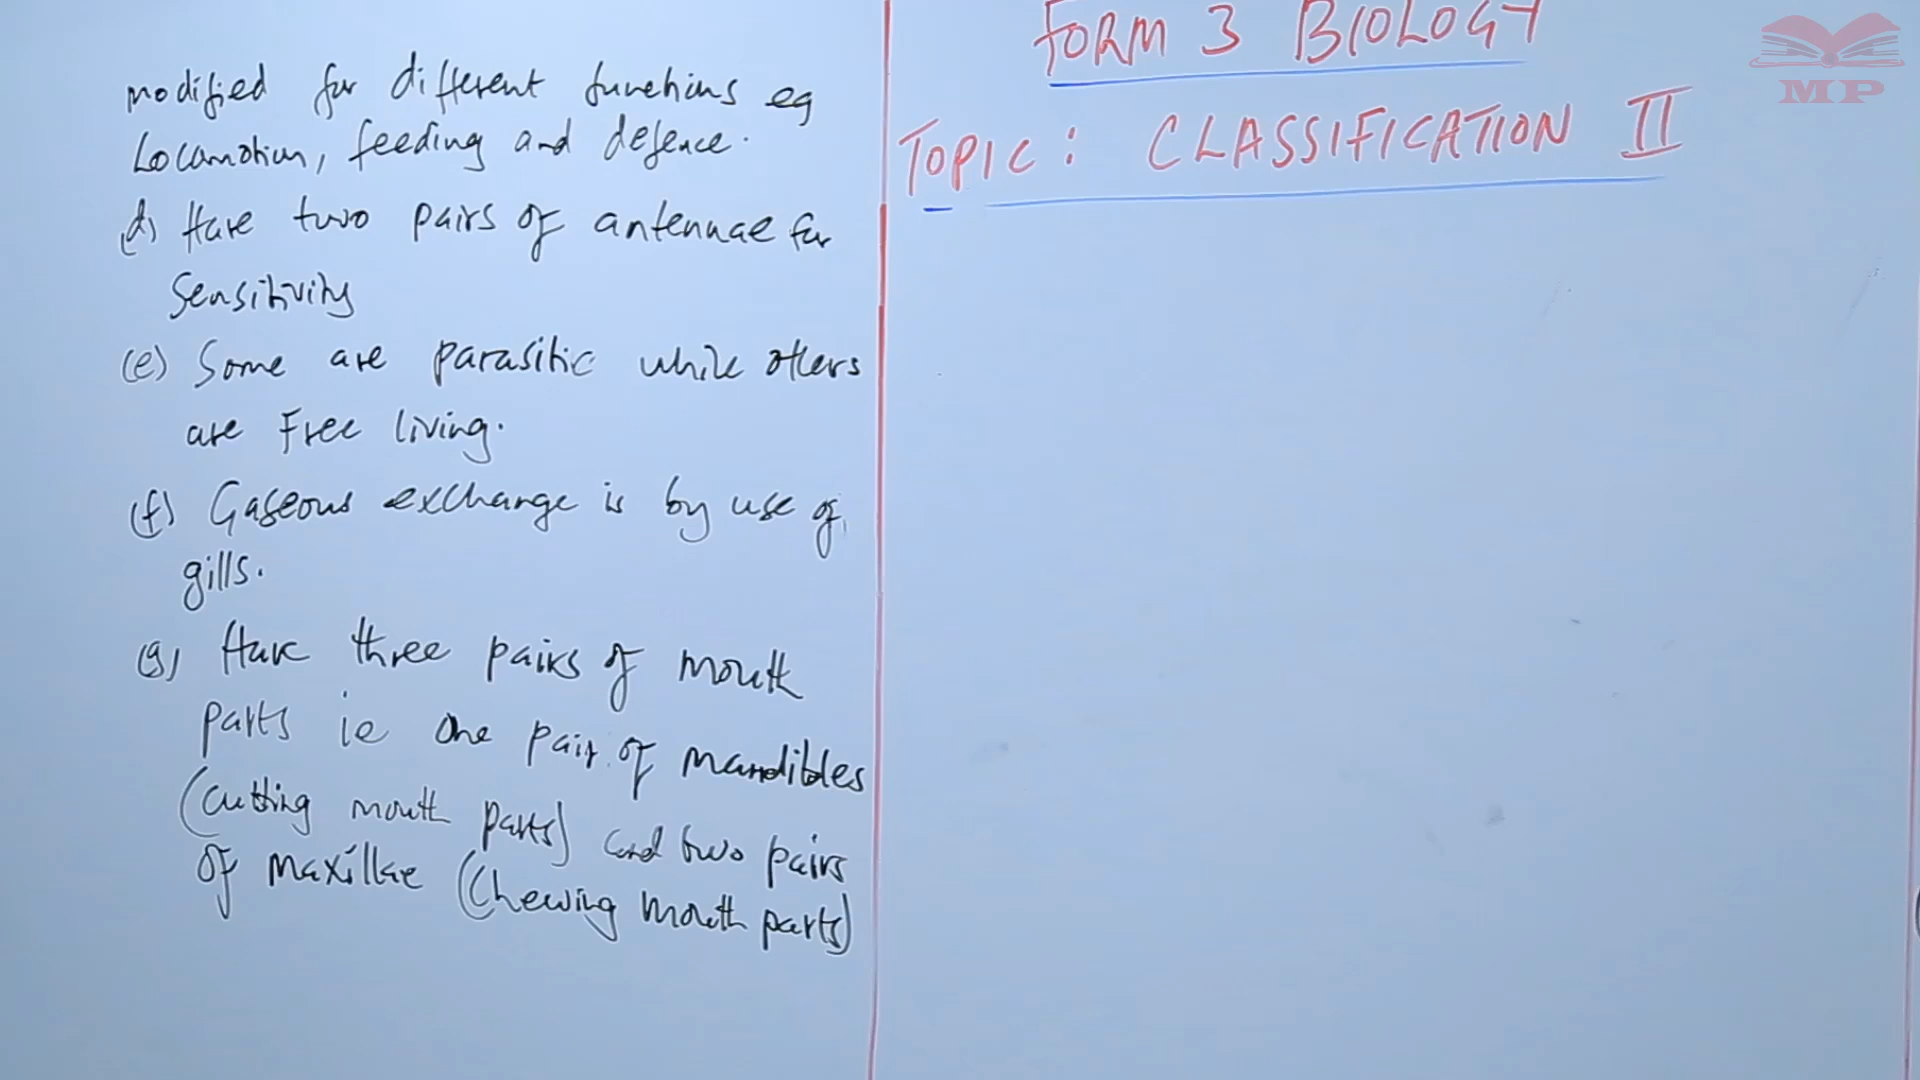 modified for different functions eg
Locomotion, feeding and defence.
(d) Have two pairs of antennae for
Sensitivity
(e) Some are parasitic while others
are Free living.
(f) Gaseous exchange is by use of
gills.
(g) Have three pairs of mouth
parts ie One pair of mandibles
(Cutting mouth parts) and two pairs
of Maxillae (Chewing mouth parts)
FORM 3 BIOLOGY
TOPIC: CLASSIFICATION II
MP